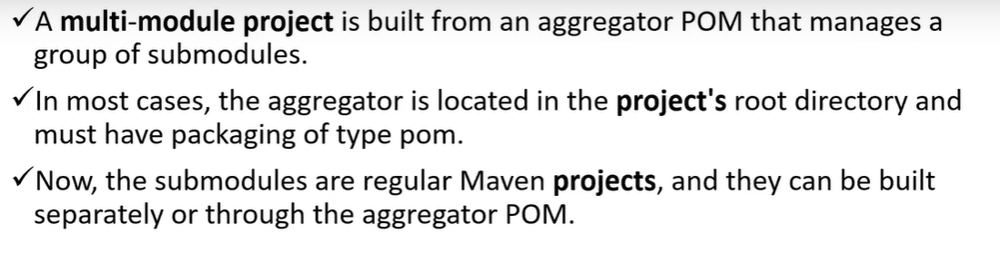 ✓A multi-module project is built from an aggregator POM that manages a
group of submodules.
✓In most cases, the aggregator is located in the project's root directory and
must have packaging of type pom.
✓Now, the submodules are regular Maven projects, and they can be built
separately or through the aggregator POM.